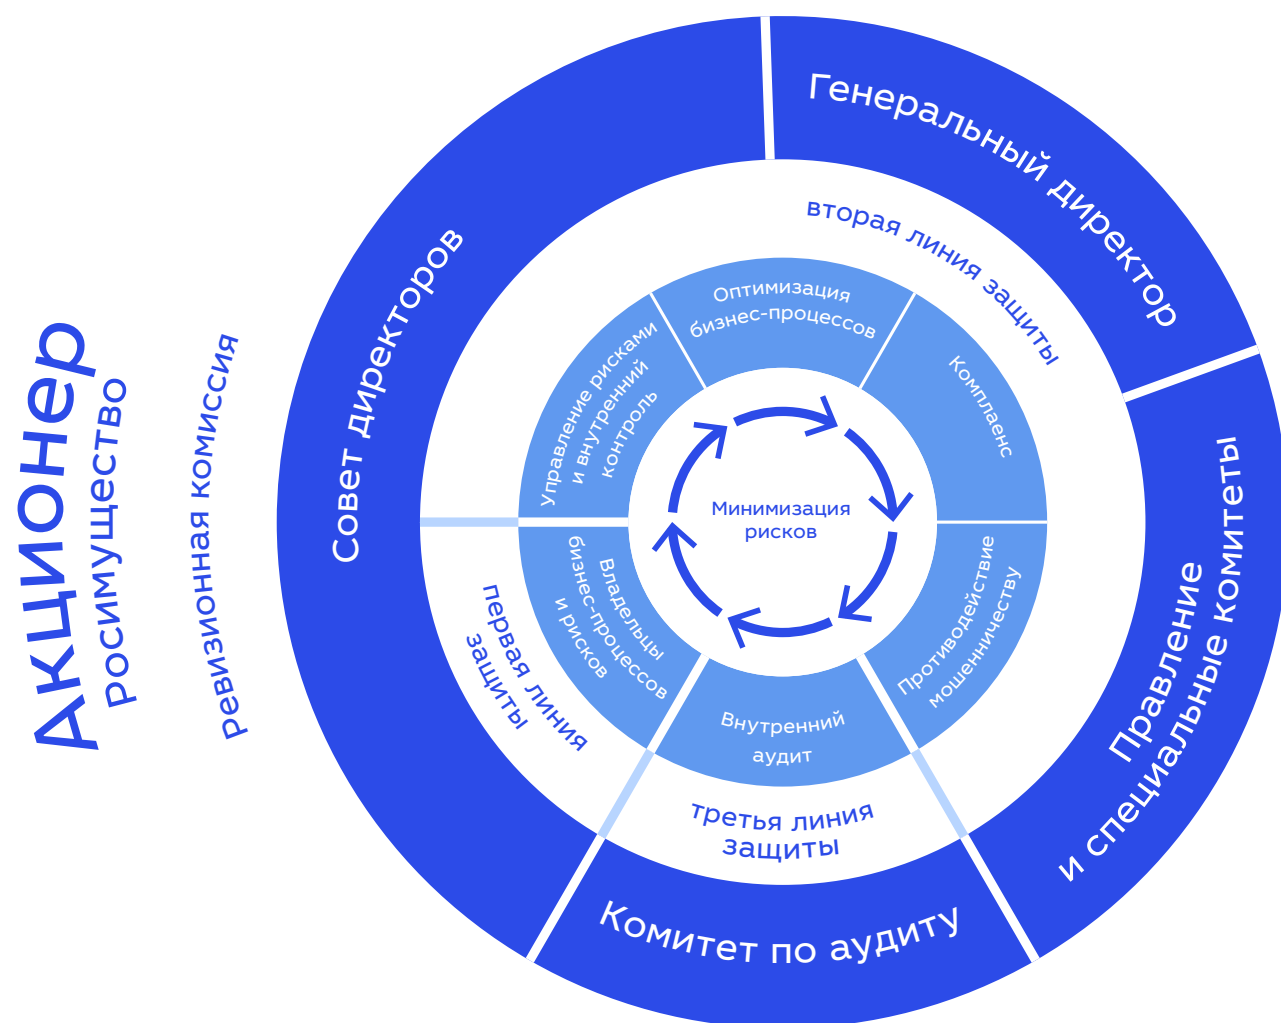 Акционер
Росимущество
Ревизионная комиссия
Совет директоров
Генеральный директор
Правление
и специальные комитеты
Комитет по аудиту
вторая линия защиты
первая линия
защиты
третья линия
защиты
Управление рисками
и внутренний
контроль
Оптимизация
бизнес-процессов
Комплаенс
Противодействие
мошенничеству
Внутренний
аудит
Владельцы
бизнес-процессов
и рисков
Минимизация
рисков